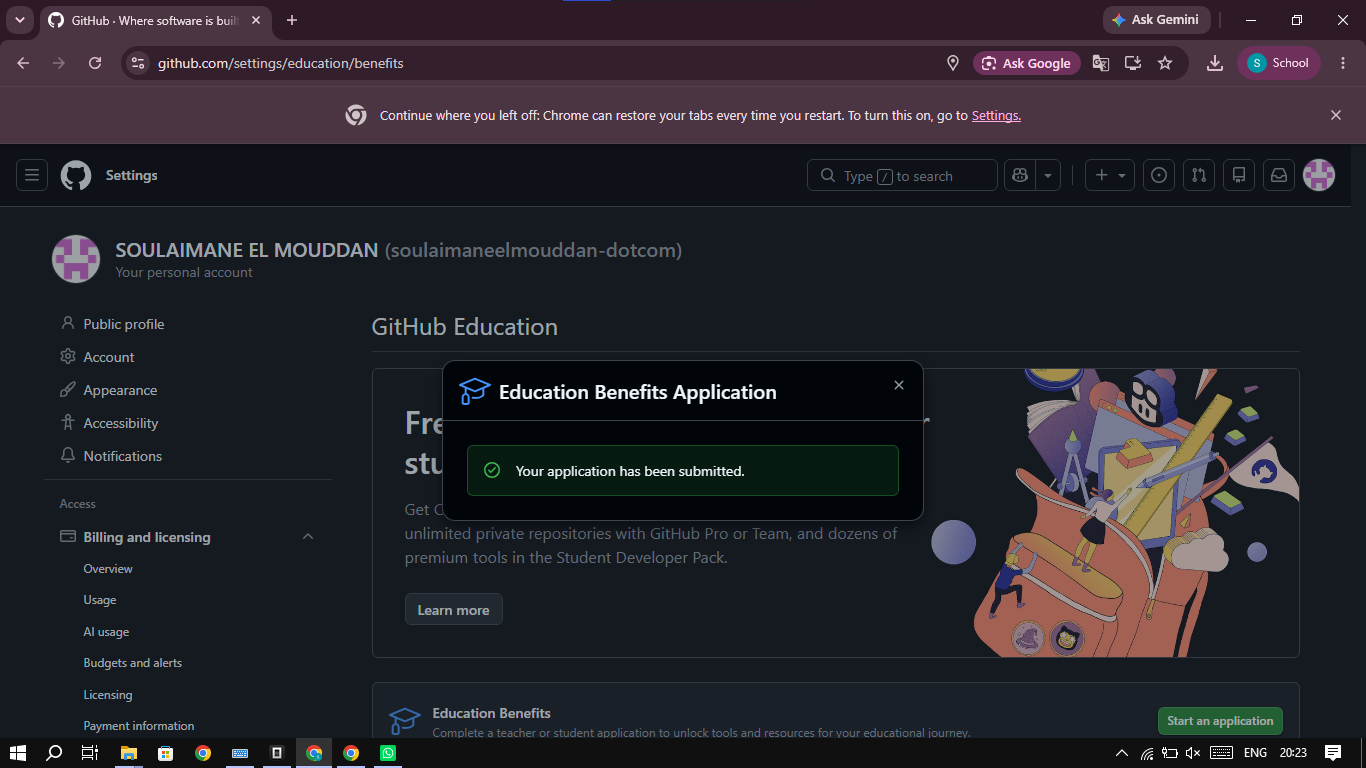 GitHub · Where software is buil
Ask Gemini
github.com/settings/education/benefits
Ask Google
S
School
Continue where you left off: Chrome can restore your tabs every time you restart. To turn this on, go to Settings.
Settings
Type / to search
SOULAIMANE EL MOUDDAN (soulaimaneelmouddan-dotcom)
Your personal account
Public profile
Account
Appearance
Accessibility
Notifications
Access
Billing and licensing
Overview
Usage
AI usage
Budgets and alerts
Licensing
Payment information
GitHub Education
Education Benefits Application
Your application has been submitted.
unlimited private repositories with GitHub Pro or Team, and dozens of
premium tools in the Student Developer Pack.
Learn more
Education Benefits
Complete a teacher or student application to unlock tools and resources for your educational journey.
Start an application
ENG
20:23